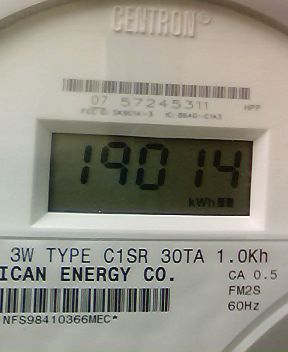 CENTRON®
07 57245311 HPP
19014
kWh
3W TYPE C1SR 30TA 1.0Kh
ICAN ENERGY CO. CA 0.5
FM2S
60Hz
NFS98410366MEC*